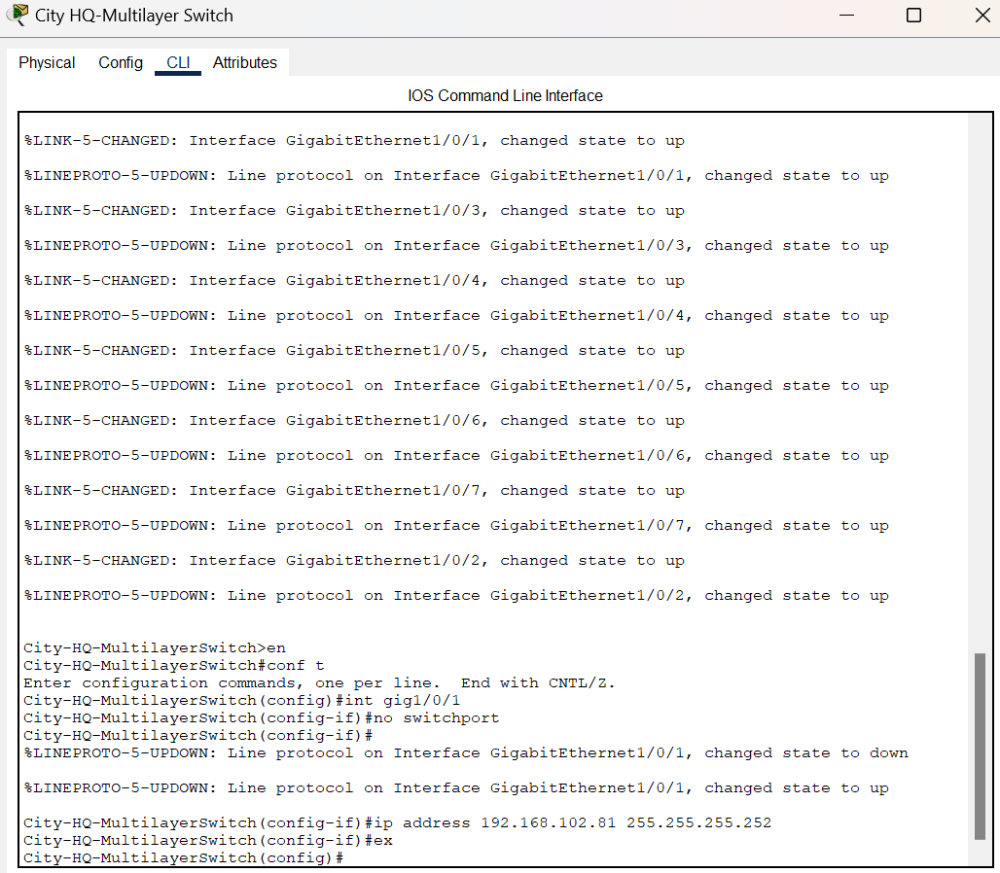 City HQ-Multilayer Switch
Physical Config CLI Attributes
IOS Command Line Interface
%LINK-5-CHANGED: Interface GigabitEthernet1/0/1, changed state to up
%LINEPROTO-5-UPDOWN: Line protocol on Interface GigabitEthernet1/0/1, changed state to up
%LINK-5-CHANGED: Interface GigabitEthernet1/0/3, changed state to up
%LINEPROTO-5-UPDOWN: Line protocol on Interface GigabitEthernet1/0/3, changed state to up
%LINK-5-CHANGED: Interface GigabitEthernet1/0/4, changed state to up
%LINEPROTO-5-UPDOWN: Line protocol on Interface GigabitEthernet1/0/4, changed state to up
%LINK-5-CHANGED: Interface GigabitEthernet1/0/5, changed state to up
%LINEPROTO-5-UPDOWN: Line protocol on Interface GigabitEthernet1/0/5, changed state to up
%LINK-5-CHANGED: Interface GigabitEthernet1/0/6, changed state to up
%LINEPROTO-5-UPDOWN: Line protocol on Interface GigabitEthernet1/0/6, changed state to up
%LINK-5-CHANGED: Interface GigabitEthernet1/0/7, changed state to up
%LINEPROTO-5-UPDOWN: Line protocol on Interface GigabitEthernet1/0/7, changed state to up
%LINK-5-CHANGED: Interface GigabitEthernet1/0/2, changed state to up
%LINEPROTO-5-UPDOWN: Line protocol on Interface GigabitEthernet1/0/2, changed state to up
City-HQ-MultilayerSwitch>en
City-HQ-MultilayerSwitch#conf t
Enter configuration commands, one per line.  End with CNTL/Z.
City-HQ-MultilayerSwitch(config)#int gig1/0/1
City-HQ-MultilayerSwitch(config-if)#no switchport
City-HQ-MultilayerSwitch(config-if)#
%LINEPROTO-5-UPDOWN: Line protocol on Interface GigabitEthernet1/0/1, changed state to down
%LINEPROTO-5-UPDOWN: Line protocol on Interface GigabitEthernet1/0/1, changed state to up
City-HQ-MultilayerSwitch(config-if)#ip address 192.168.102.81 255.255.255.252
City-HQ-MultilayerSwitch(config-if)#ex
City-HQ-MultilayerSwitch(config)#